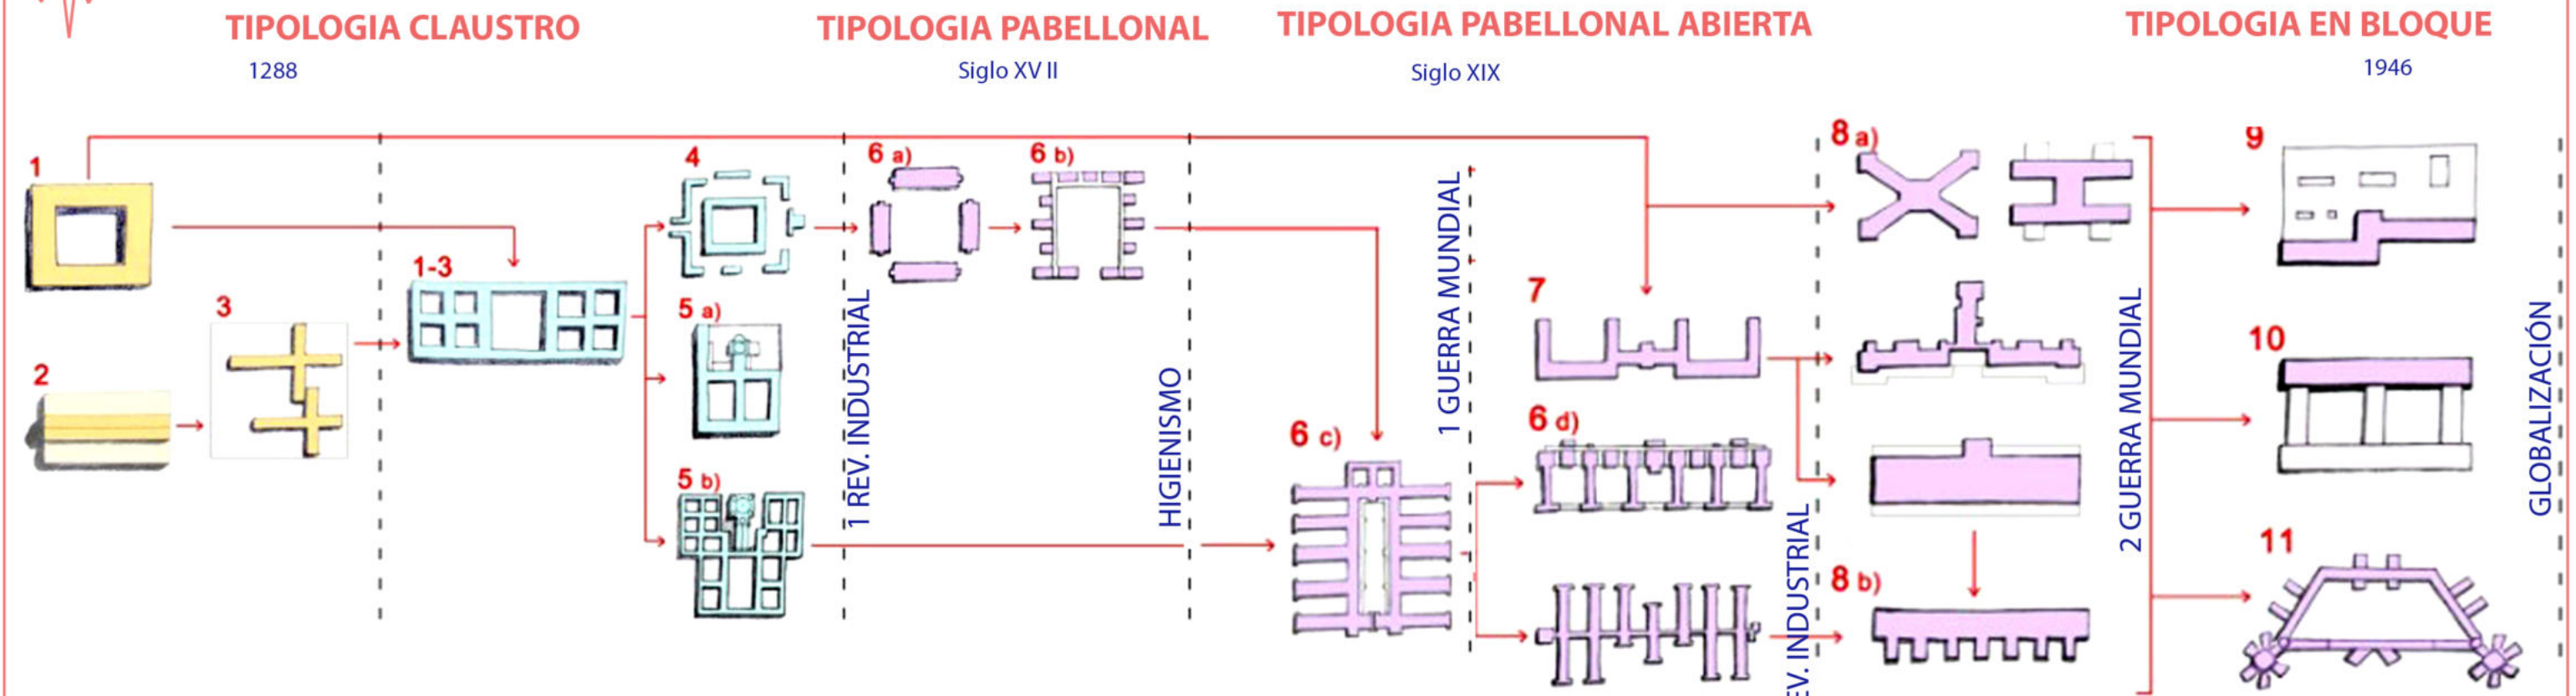 TIPOLOGIA CLAUSTRO
1288
TIPOLOGIA PABELLONAL
Siglo XV II
TIPOLOGIA PABELLONAL ABIERTA
Siglo XIX
TIPOLOGIA EN BLOQUE
1946
1
2
3
1-3
4
5 a)
5 b)
1 REV. INDUSTRIAL
6 a)
6 b)
HIGIENISMO
6 c)
1 GUERRA MUNDIAL
7
6 d)
EV. INDUSTRIAL
8 a)
8 b)
2 GUERRA MUNDIAL
9
10
11
GLOBALIZACIÓN